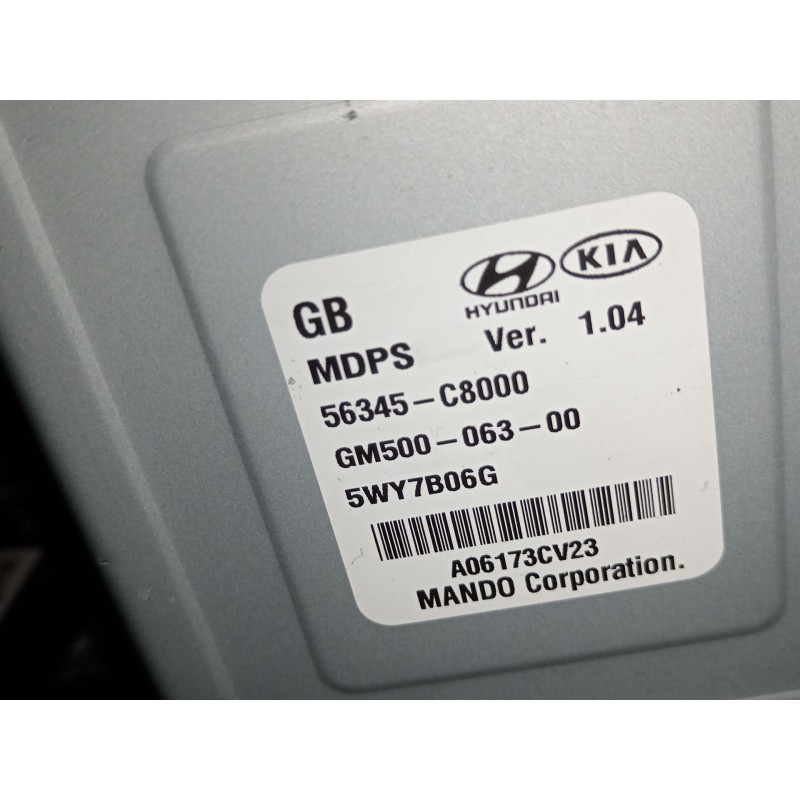 HYUNDAI KIA
GB
MDPS Ver. 1.04
56345-C8000
GM500-063-00
5WY7B06G
A06173CV23
MANDO Corporation.